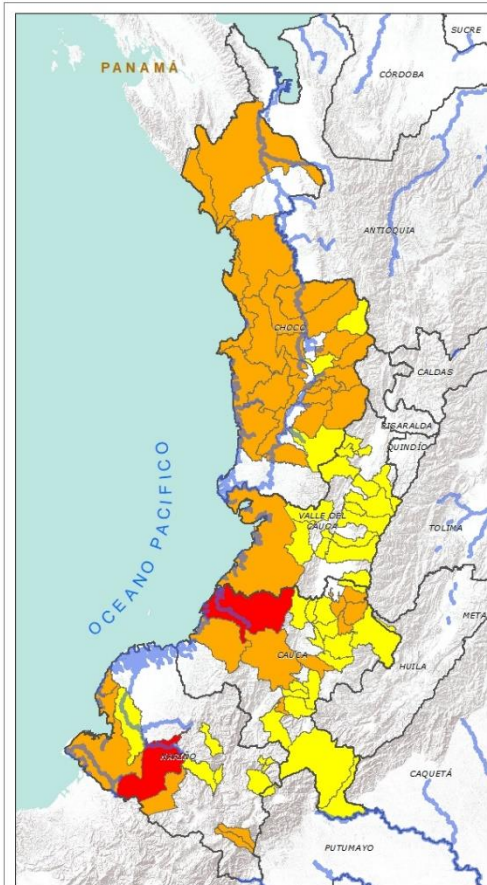 SUCRE
PANAMÁ
CÓRDOBA
ANTIOQUIA
CHOCÓ
CALDAS
RISARALDA
QUINDÍO
OCEANO PACIFICO
VALLE DEL
CAUCA
TOLIMA
META
CAUCA
HUILA
NARIÑO
CAQUETÁ
PUTUMAYO